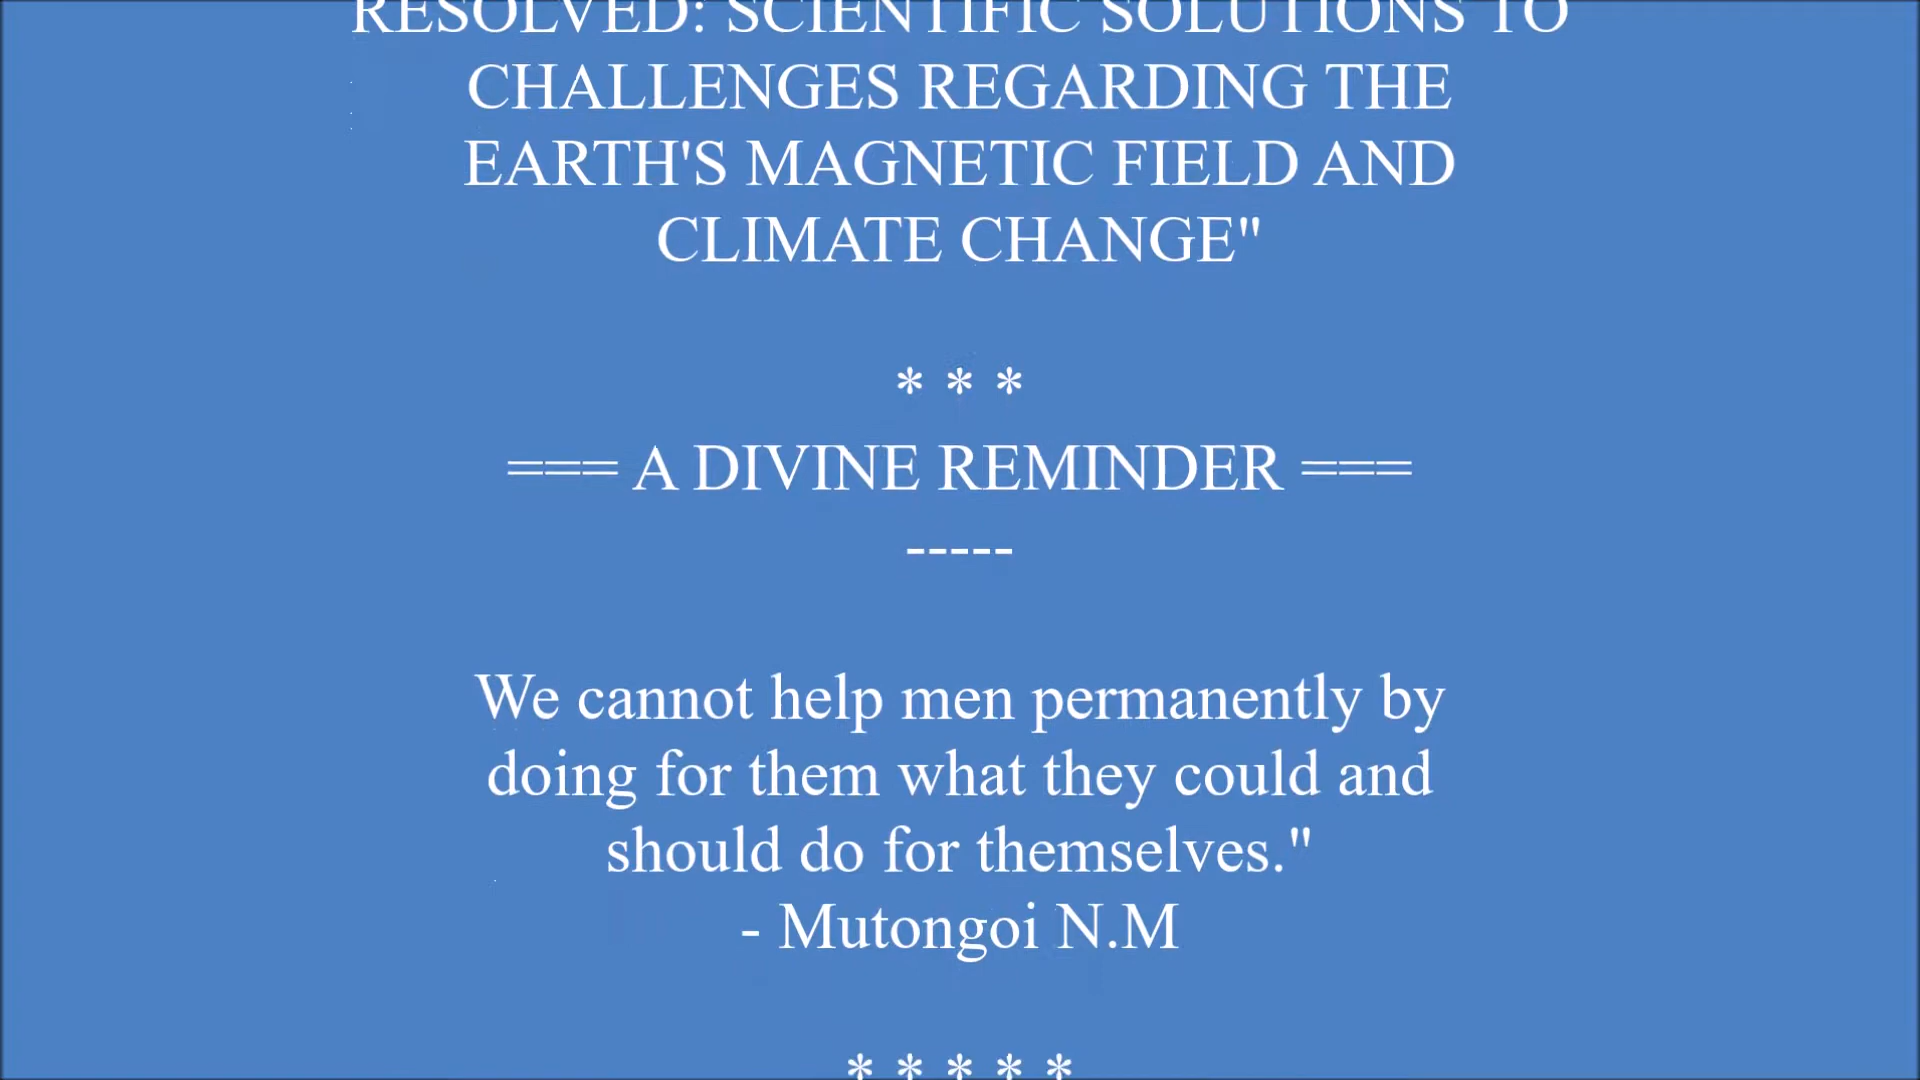 RESOLVED: SCIENTIFIC SOLUTIONS TO
CHALLENGES REGARDING THE
EARTH'S MAGNETIC FIELD AND
CLIMATE CHANGE"
* * *
=== A DIVINE REMINDER ===
-----
We cannot help men permanently by
doing for them what they could and
should do for themselves."
- Mutongoi N.M
* * * * *